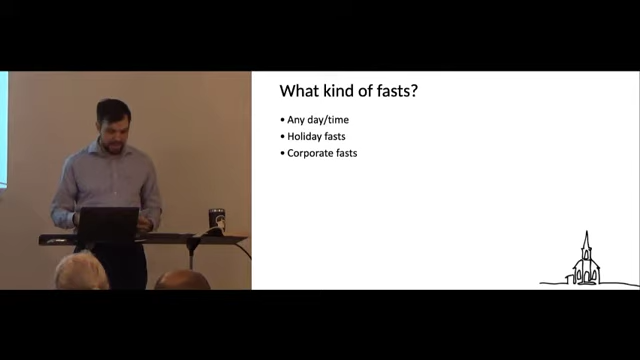 What kind of fasts?
• Any day/time
• Holiday fasts
• Corporate fasts